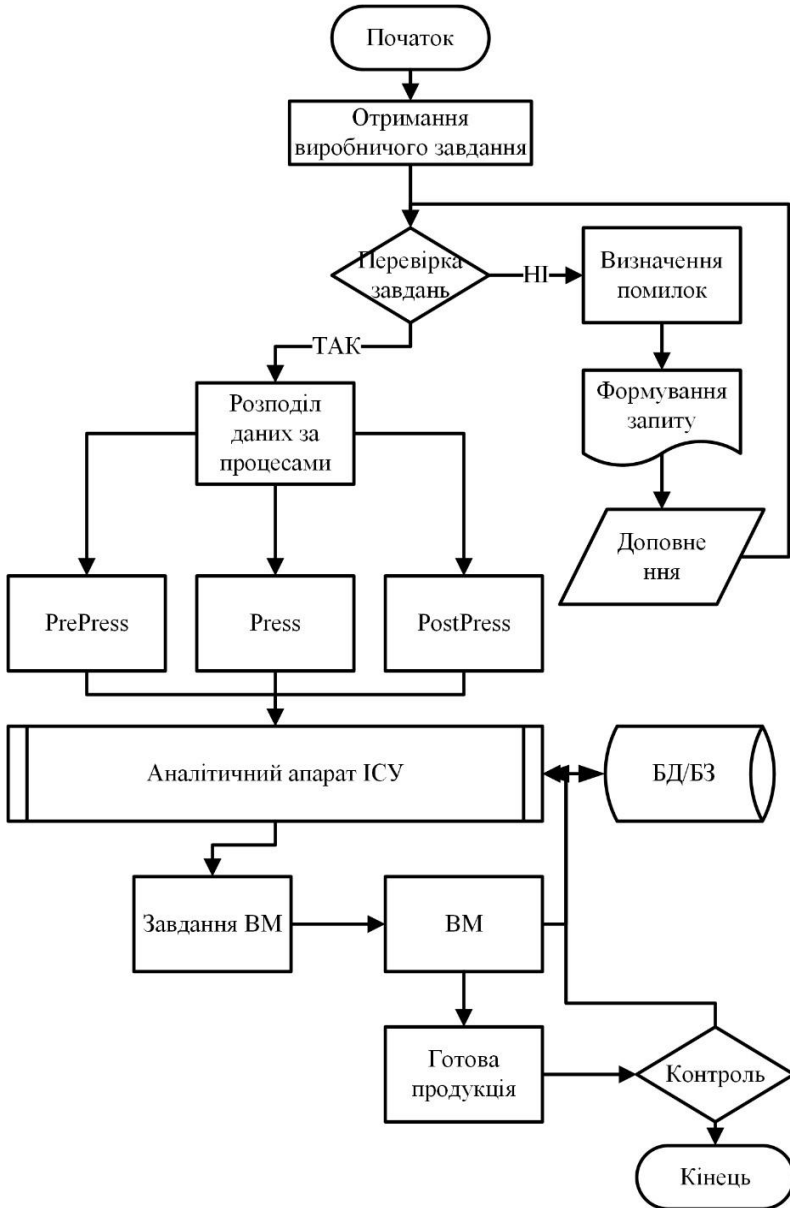 Початок
Отримання
виробничого завдання
Перевірка
завдань
НІ
Визначення
помилок
ТАК
Формування
запиту
Розподіл
даних за
процесами
Доповне
ння
PrePress
Press
PostPress
Аналітичний апарат ІСУ
БД/БЗ
Завдання ВМ
ВМ
Готова
продукція
Контроль
Кінець